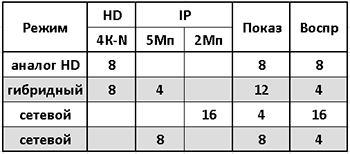 Режим HD IP Показ Воспр
4К-N 5Мп 2Мп
аналог HD 8 8 8
гибридный 8 4 12 4
сетевой 16 4 16
сетевой 8 8 4